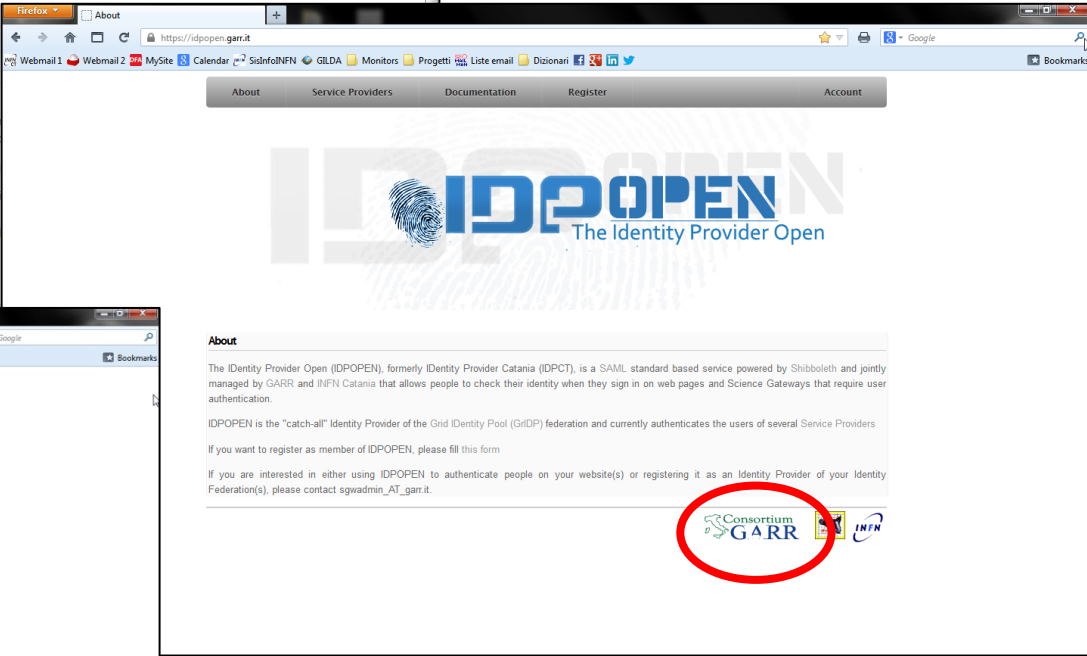 Firefox
About
https://idpopen.garr.it
Google
Webmail 1 Webmail 2 MySite Calendar SisInfoINFN GILDA Monitors Progetti Liste email Dizionari
Bookmarks
About Service Providers Documentation Register Account
IDP OPEN
IDP OPEN
The Identity Provider Open
Google
Bookmarks
About
The IDentity Provider Open (IDPOPEN), formerly IDentity Provider Catania (IDPCT), is a SAML standard based service powered by Shibboleth and jointly
managed by GARR and INFN Catania that allows people to check their identity when they sign in on web pages and Science Gateways that require user
authentication.
IDPOPEN is the "catch-all" Identity Provider of the Grid IDentity Pool (GrIDP) federation and currently authenticates the users of several Service Providers
If you want to register as member of IDPOPEN, please fill this form
If you are interested in either using IDPOPEN to authenticate people on your website(s) or registering it as an Identity Provider of your Identity
Federation(s), please contact sgwadmin_AT_garr.it.
Consortium
GARR
INFN